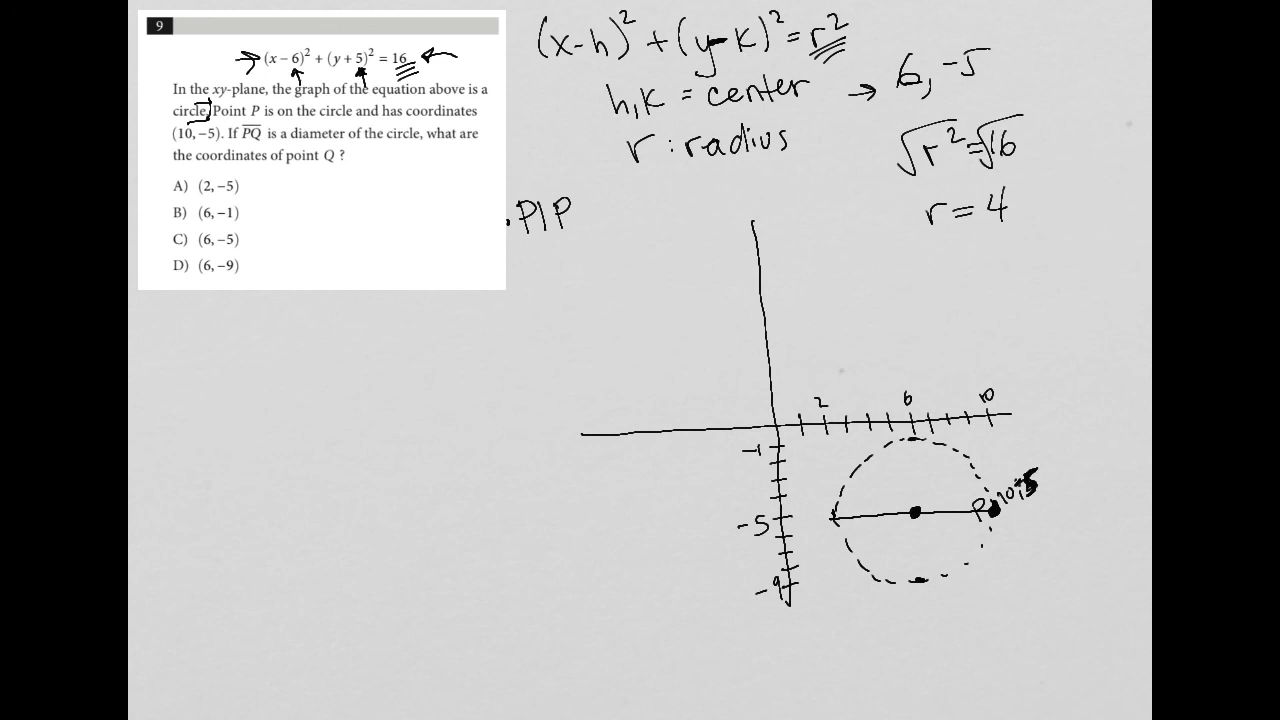 9
(x − 6)² + (y + 5)² = 16
In the xy-plane, the graph of the equation above is a
circle. Point P is on the circle and has coordinates
(10, −5). If PQ is a diameter of the circle, what are
the coordinates of point Q ?
A) (2, −5)
B) (6, −1)
C) (6, −5)
D) (6, −9)
(x-h)² + (y-k)² = r²
h,k = center → 6, -5
r : radius
√r² = √16
r = 4
. P|P
2 6 10
-1
-5
-9
P 10,-5